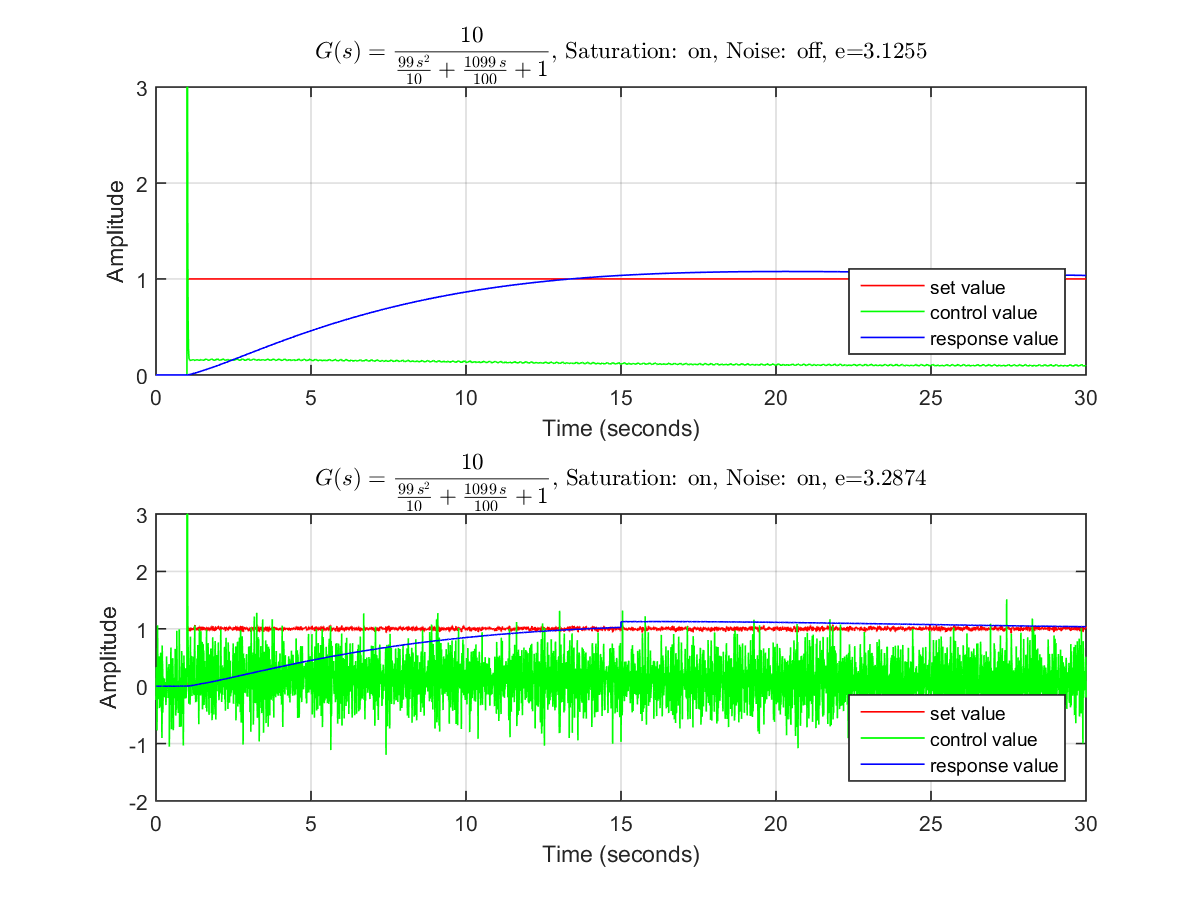 G(s) = 10 / (99 s² / 10 + 1099 s / 100 + 1), Saturation: on, Noise: off, e=3.1255
3
2
1
0
Amplitude
set value
control value
response value
0 5 10 15 20 25 30
Time (seconds)
G(s) = 10 / (99 s² / 10 + 1099 s / 100 + 1), Saturation: on, Noise: on, e=3.2874
3
2
1
0
-1
-2
Amplitude
set value
control value
response value
0 5 10 15 20 25 30
Time (seconds)